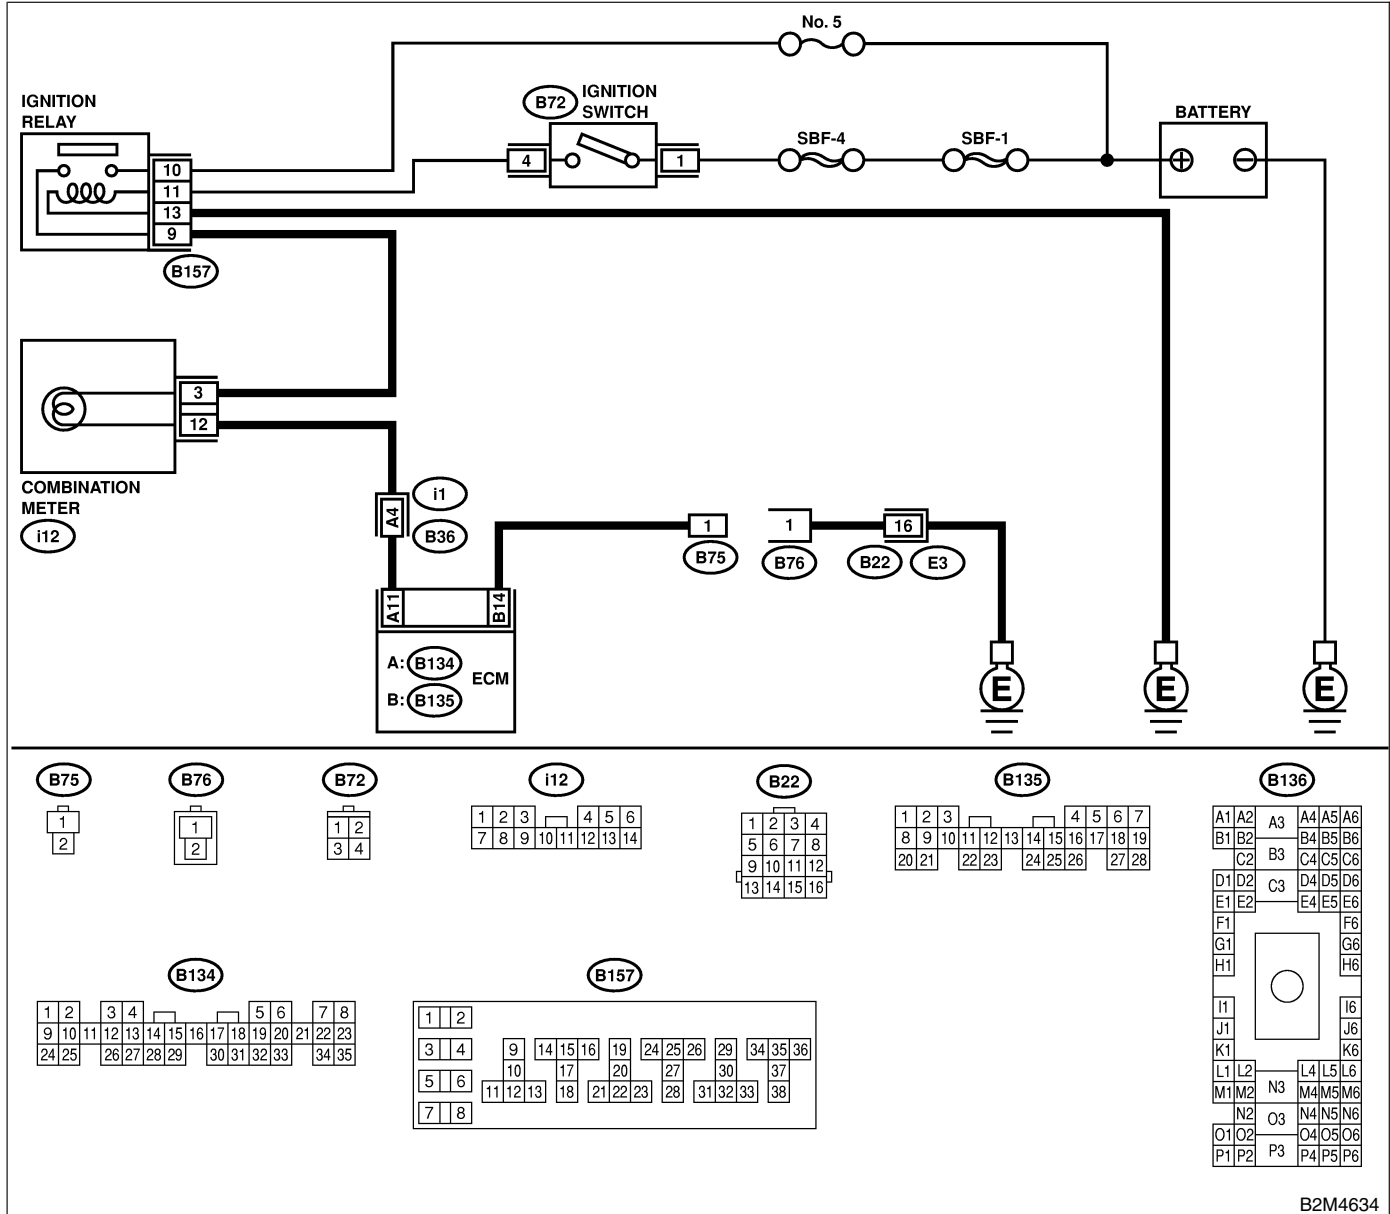 No. 5
IGNITION
RELAY
B72
IGNITION
SWITCH
BATTERY
SBF-4
SBF-1
4
1
10
11
13
9
B157
3
12
COMBINATION
METER
i12
A4
i1
B36
1
B75
1
B76
16
B22
E3
A11
B14
A:
B134
B:
B135
ECM
E
E
E
B75
1
2
B76
1
2
B72
1 2
3 4
i12
1 2 3 4 5 6
7 8 9 10 11 12 13 14
B22
1 2 3 4
5 6 7 8
9 10 11 12
13 14 15 16
B135
1 2 3 4 5 6 7
8 9 10 11 12 13 14 15 16 17 18 19
20 21 22 23 24 25 26 27 28
B136
A1 A2 A3 A4 A5 A6
B1 B2 B3 B4 B5 B6
C2 C4 C5 C6
D1 D2 C3 D4 D5 D6
E1 E2 E4 E5 E6
F1 F6
G1 G6
H1 H6
I1 I6
J1 J6
K1 K6
L1 L2 L4 L5 L6
M1 M2 N3 M4 M5 M6
N2 O3 N4 N5 N6
O1 O2 O4 O5 O6
P1 P2 P3 P4 P5 P6
B134
1 2 3 4 5 6 7 8
9 10 11 12 13 14 15 16 17 18 19 20 21 22 23
24 25 26 27 28 29 30 31 32 33 34 35
B157
1 2
3 4
5 6
7 8
9 14 15 16 19 24 25 26 29 34 35 36
10 17 20 27 30 37
11 12 13 18 21 22 23 28 31 32 33 38
B2M4634